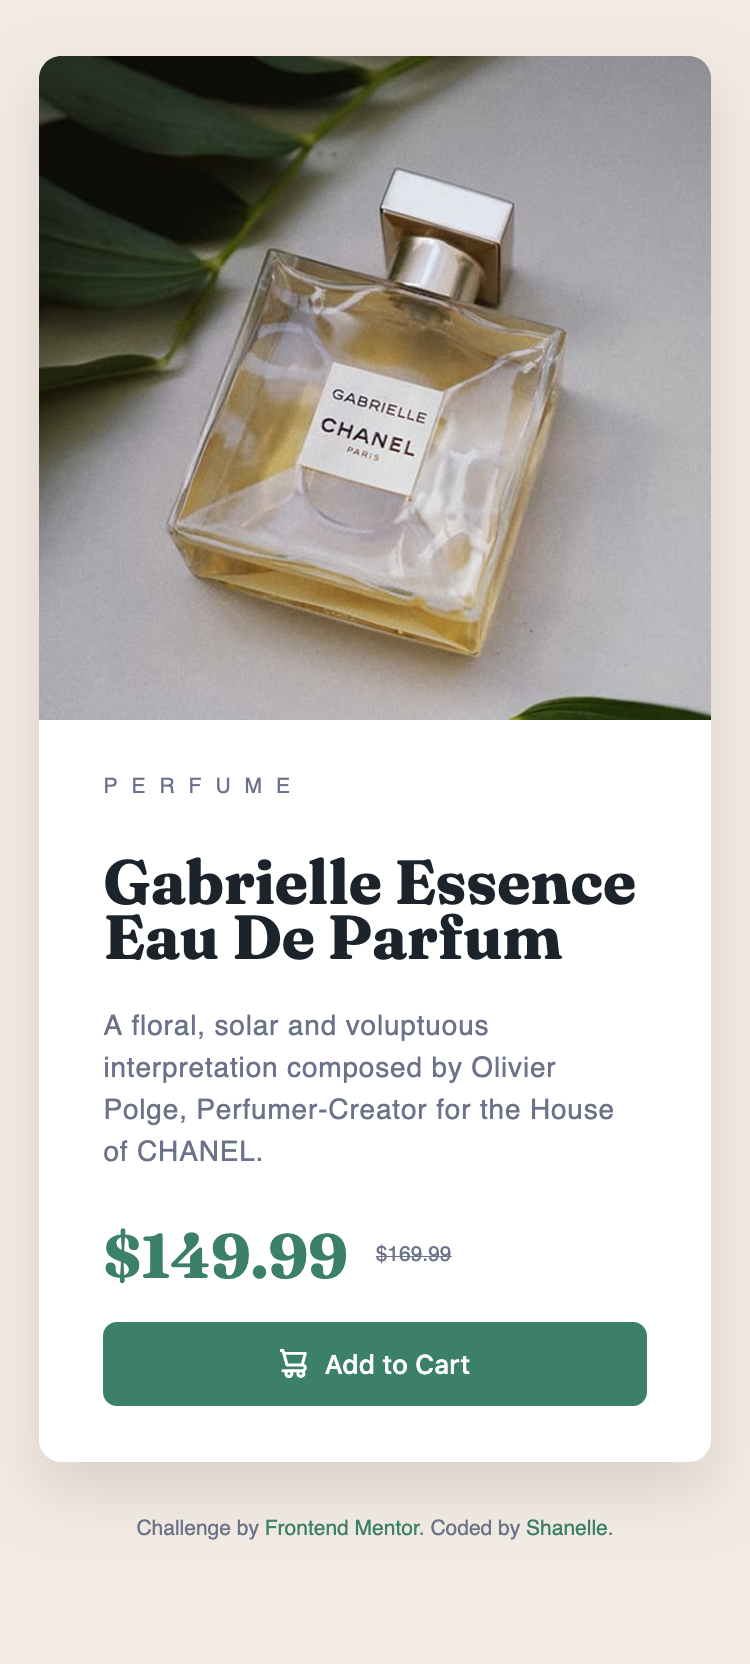 GABRIELLE
CHANEL
PARIS
PERFUME
Gabrielle Essence
Eau De Parfum
A floral, solar and voluptuous
interpretation composed by Olivier
Polge, Perfumer-Creator for the House
of CHANEL.
$149.99 $169.99
Add to Cart
Challenge by Frontend Mentor. Coded by Shanelle.